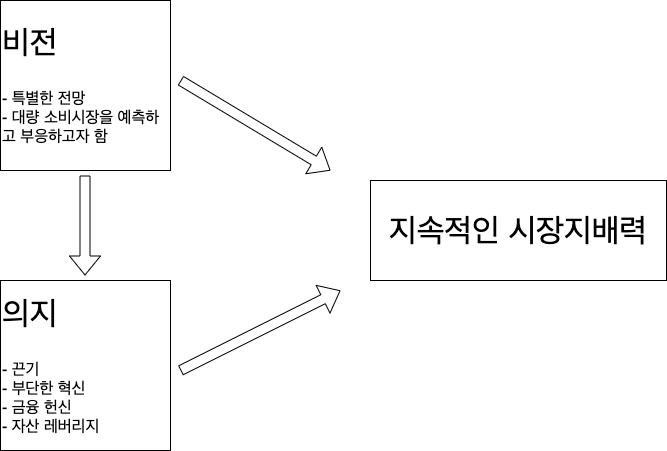 비전
- 특별한 전망
- 대량 소비시장을 예측하
고 부응하고자 함
지속적인 시장지배력
의지
- 끈기
- 부단한 혁신
- 금융 헌신
- 자산 레버리지